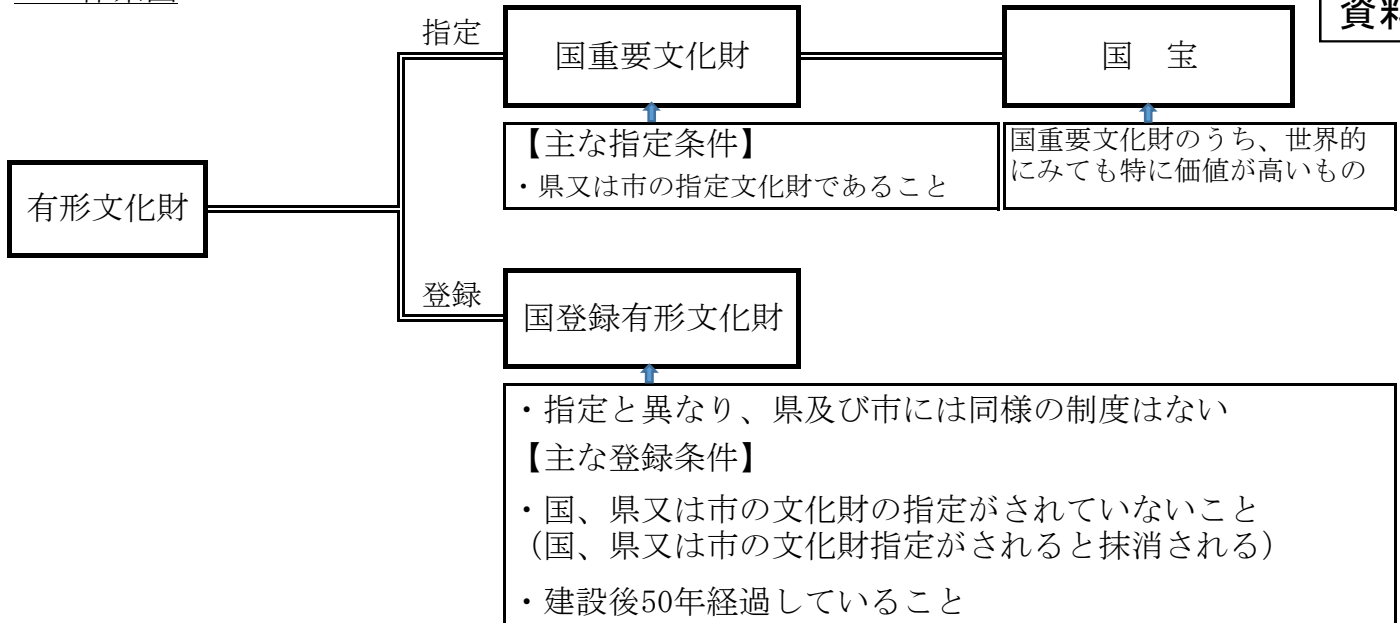 資料
指定
国重要文化財
国　宝
【主な指定条件】
・県又は市の指定文化財であること
国重要文化財のうち、世界的
にみても特に価値が高いもの
有形文化財
登録
国登録有形文化財
・指定と異なり、県及び市には同様の制度はない
【主な登録条件】
・国、県又は市の文化財の指定がされていないこと
（国、県又は市の文化財指定がされると抹消される）
・建設後50年経過していること